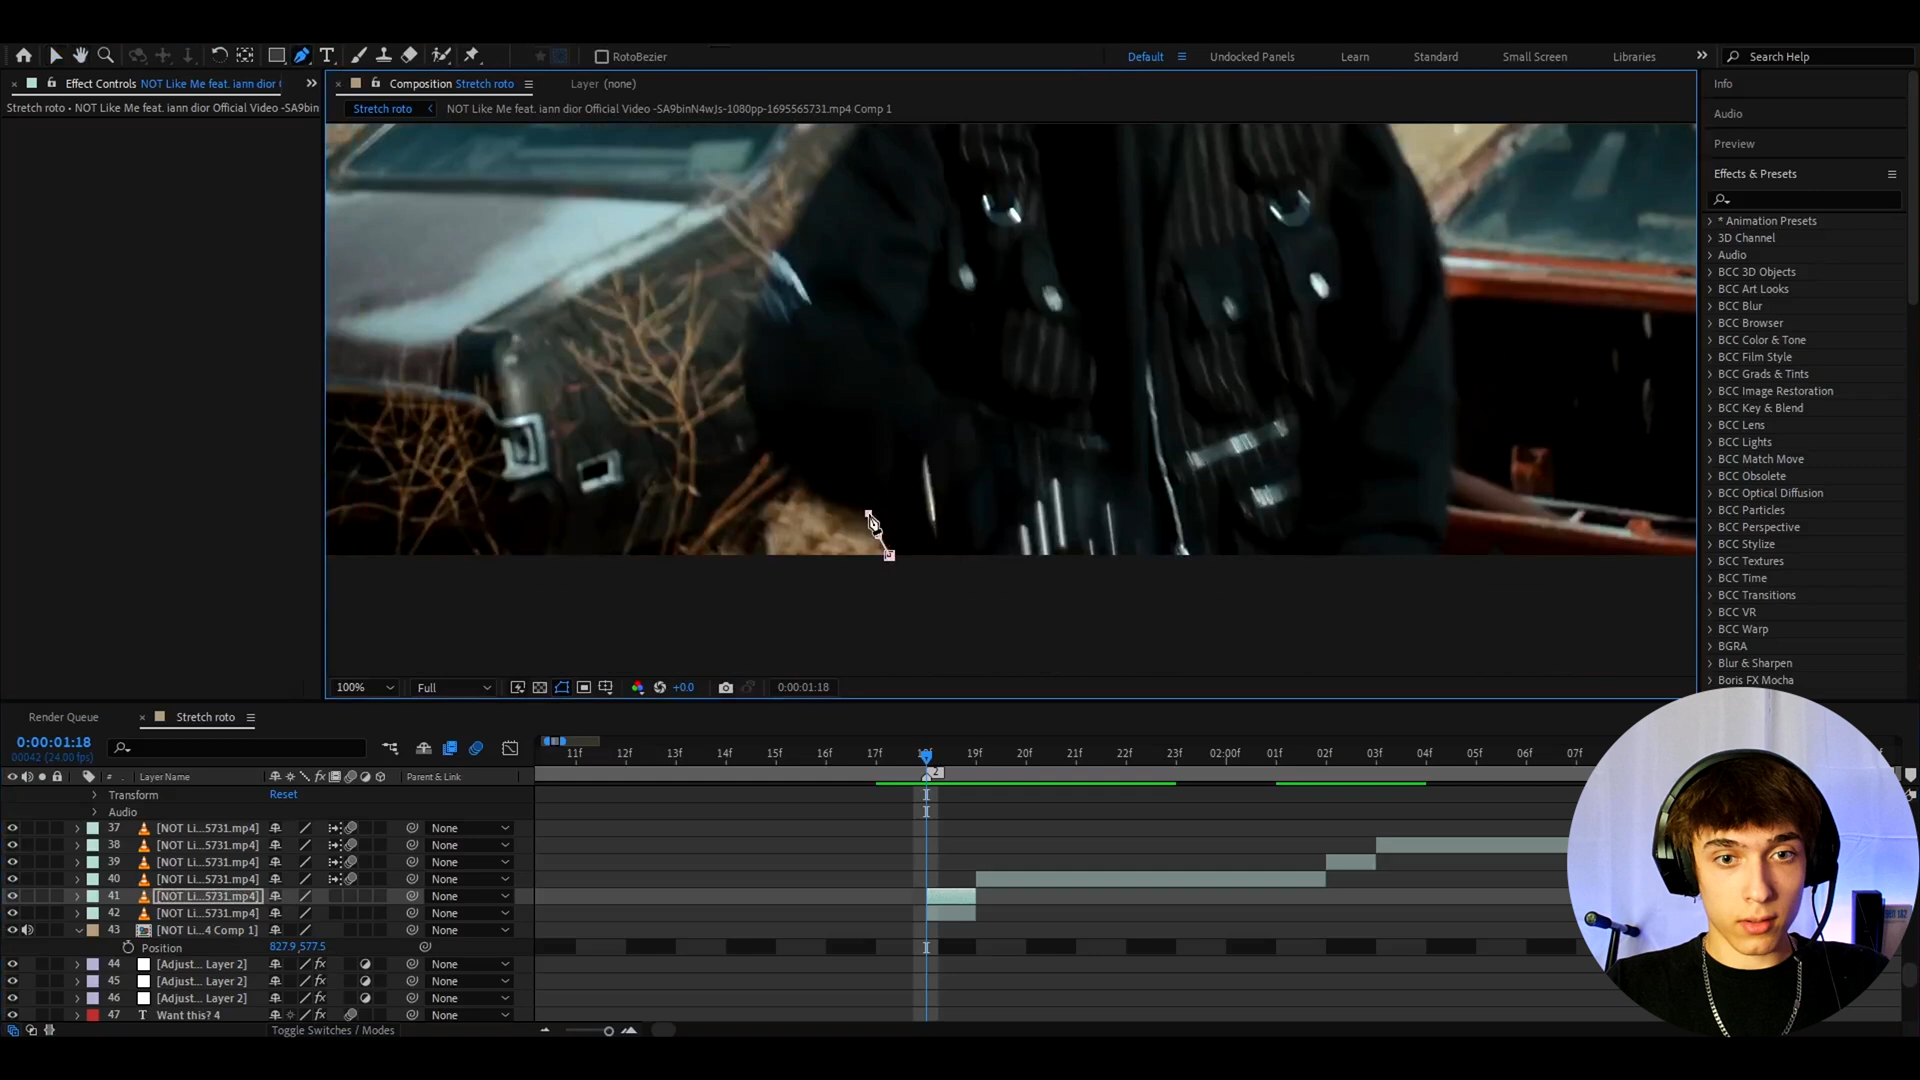 RotoBezier
Default
Undocked Panels
Learn
Standard
Small Screen
Libraries
Search Help
Effect Controls NOT Like Me feat. iann dior
Composition Stretch roto
Layer (none)
Stretch roto • NOT Like Me feat. iann dior Official Video -SA9bin
Stretch roto
NOT Like Me feat. iann dior Official Video -SA9binN4wJs-1080pp-1695565731.mp4 Comp 1
Info
Audio
Preview
Effects & Presets
* Animation Presets
3D Channel
Audio
BCC 3D Objects
BCC Art Looks
BCC Blur
BCC Browser
BCC Color & Tone
BCC Film Style
BCC Grads & Tints
BCC Image Restoration
BCC Key & Blend
BCC Lens
BCC Lights
BCC Match Move
BCC Obsolete
BCC Optical Diffusion
BCC Particles
BCC Perspective
BCC Stylize
BCC Textures
BCC Time
BCC Transitions
BCC VR
BCC Warp
BGRA
Blur & Sharpen
Boris FX Mocha
100%
Full
+0.0
0:00:01:18
Render Queue
Stretch roto
0:00:01:18
00042 (24.00 fps)
11f 12f 13f 14f 15f 16f 17f 18f 19f 20f 21f 22f 23f 02:00f 01f 02f 03f 04f 05f 06f 07f
2
# Layer Name
Parent & Link
Transform
Reset
Audio
37 [NOT Li...5731.mp4] None
38 [NOT Li...5731.mp4] None
39 [NOT Li...5731.mp4] None
40 [NOT Li...5731.mp4] None
41 [NOT Li...5731.mp4] None
42 [NOT Li...5731.mp4] None
43 [NOT Li...4 Comp 1] None
Position
827.9,577.5
44 [Adjust... Layer 2] None
45 [Adjust... Layer 2] None
46 [Adjust... Layer 2] None
47 T Want this? 4 None
Toggle Switches / Modes